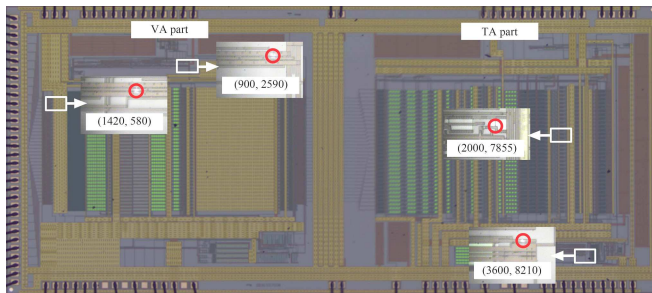 VA part
TA part
(900, 2590)
(1420, 580)
(2000, 7855)
(3600, 8210)